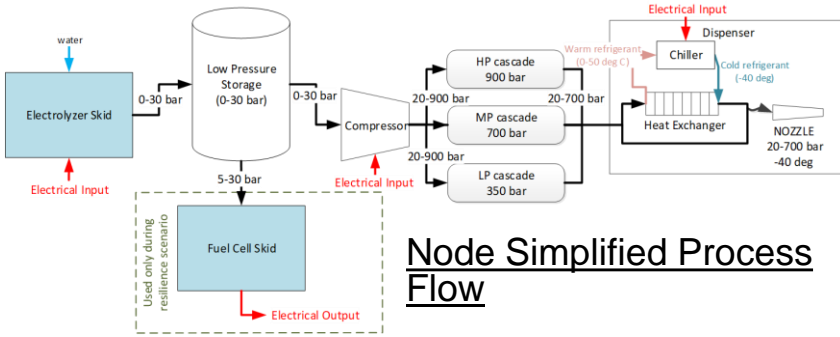 water
Electrolyzer Skid
Electrical Input
0-30 bar
Low Pressure
Storage
(0-30 bar)
0-30 bar
5-30 bar
Used only during
resilience scenario
Fuel Cell Skid
Electrical Output
Compressor
Electrical Input
20-900 bar
20-900 bar
HP cascade
900 bar
MP cascade
700 bar
LP cascade
350 bar
20-700 bar
Electrical Input
Dispenser
Warm refrigerant
(0-50 deg C)
Chiller
Cold refrigerant
(-40 deg)
Heat Exchanger
NOZZLE
20-700 bar
-40 deg
Node Simplified Process
Flow